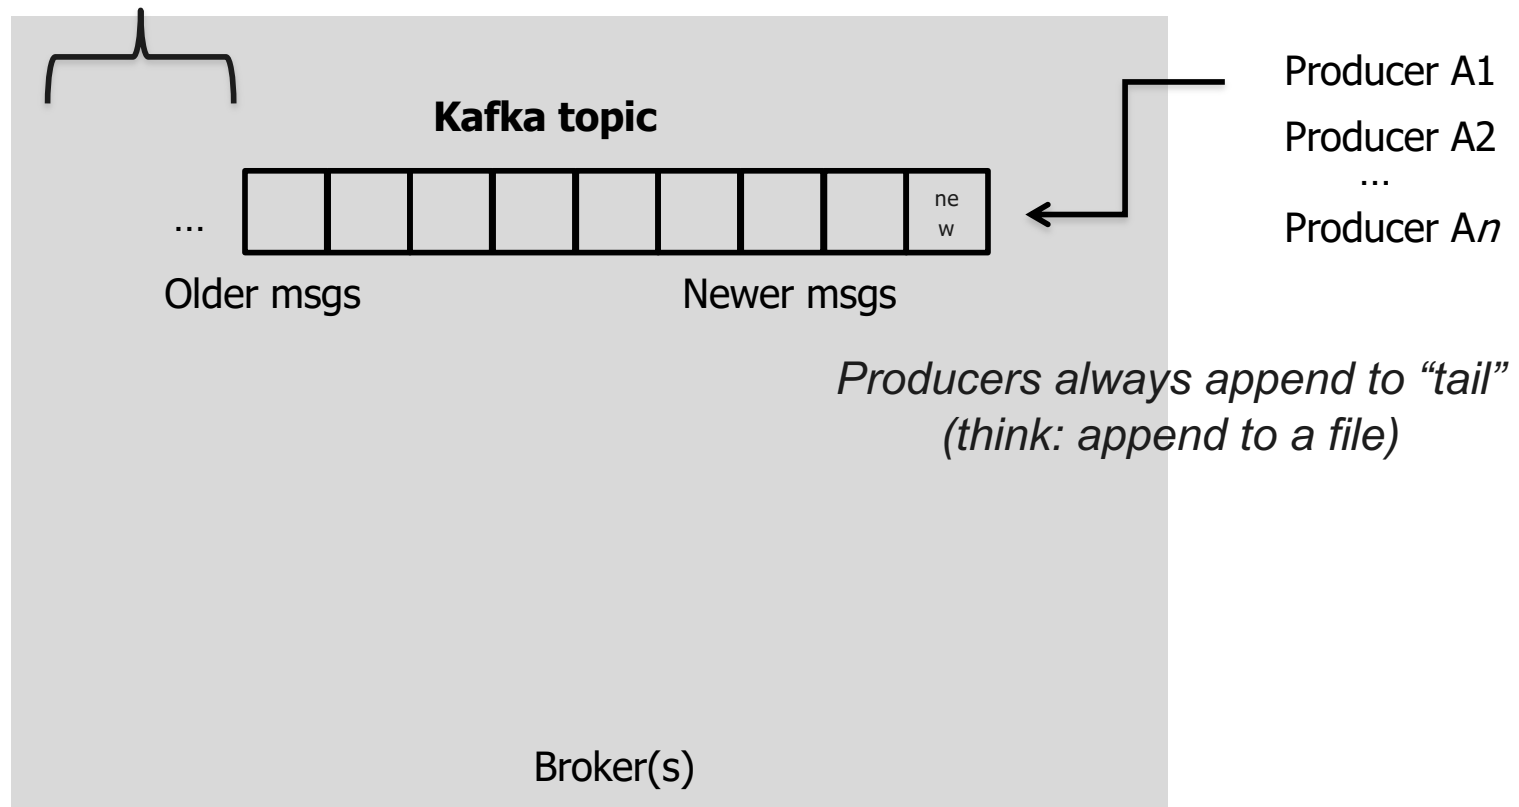 Kafka topic
Producer A1
Producer A2
...
Producer An
...
ne
w
Older msgs
Newer msgs
Producers always append to “tail”
(think: append to a file)
Broker(s)